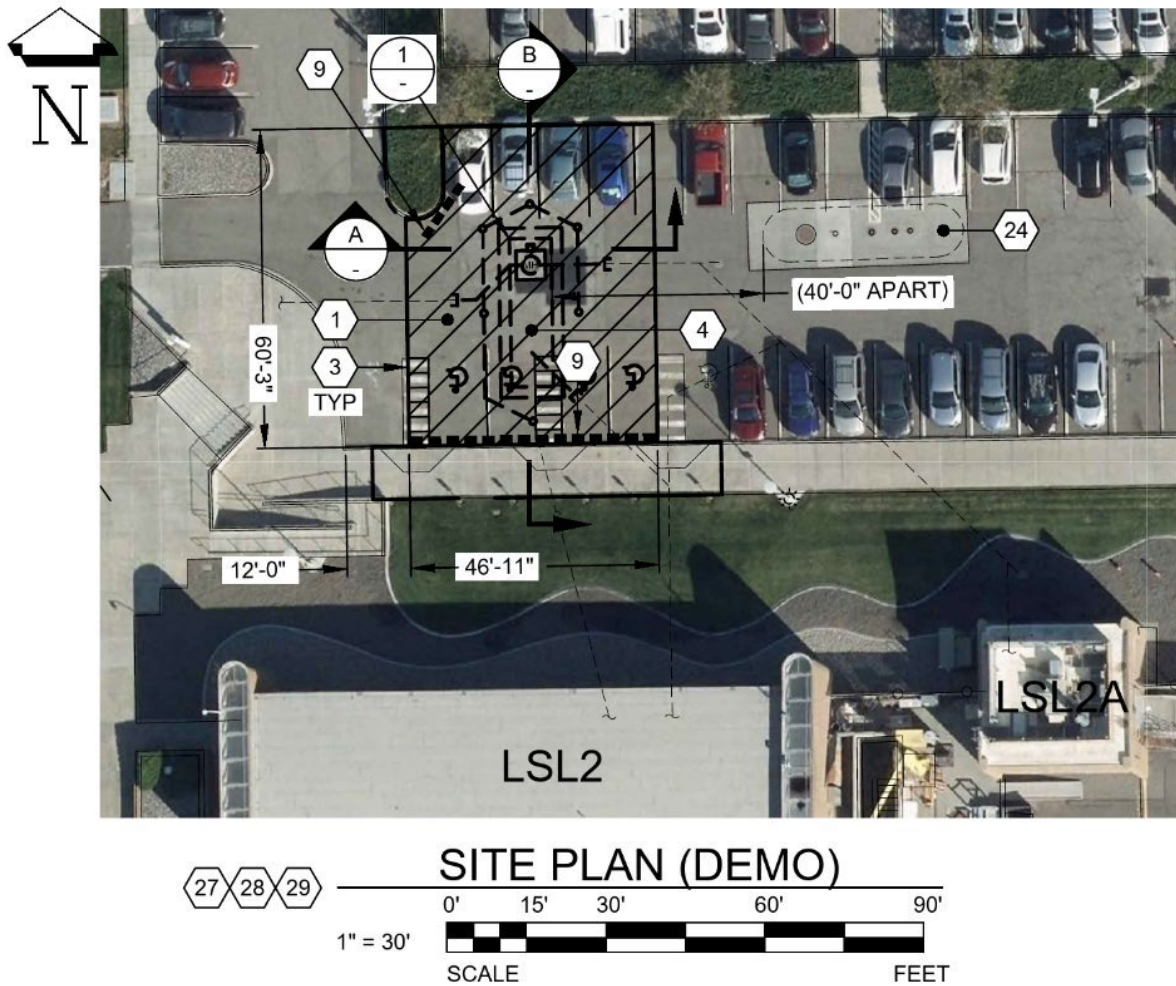 N
9
1
-
B
-
A
-
24
(40'-0" APART)
1
4
60'-3"
3
9
TYP
MH
E
E
12'-0"
46'-11"
LSL2
LSL2A
27 28 29
SITE PLAN (DEMO)
0' 15' 30' 60' 90'
1" = 30'
SCALE FEET